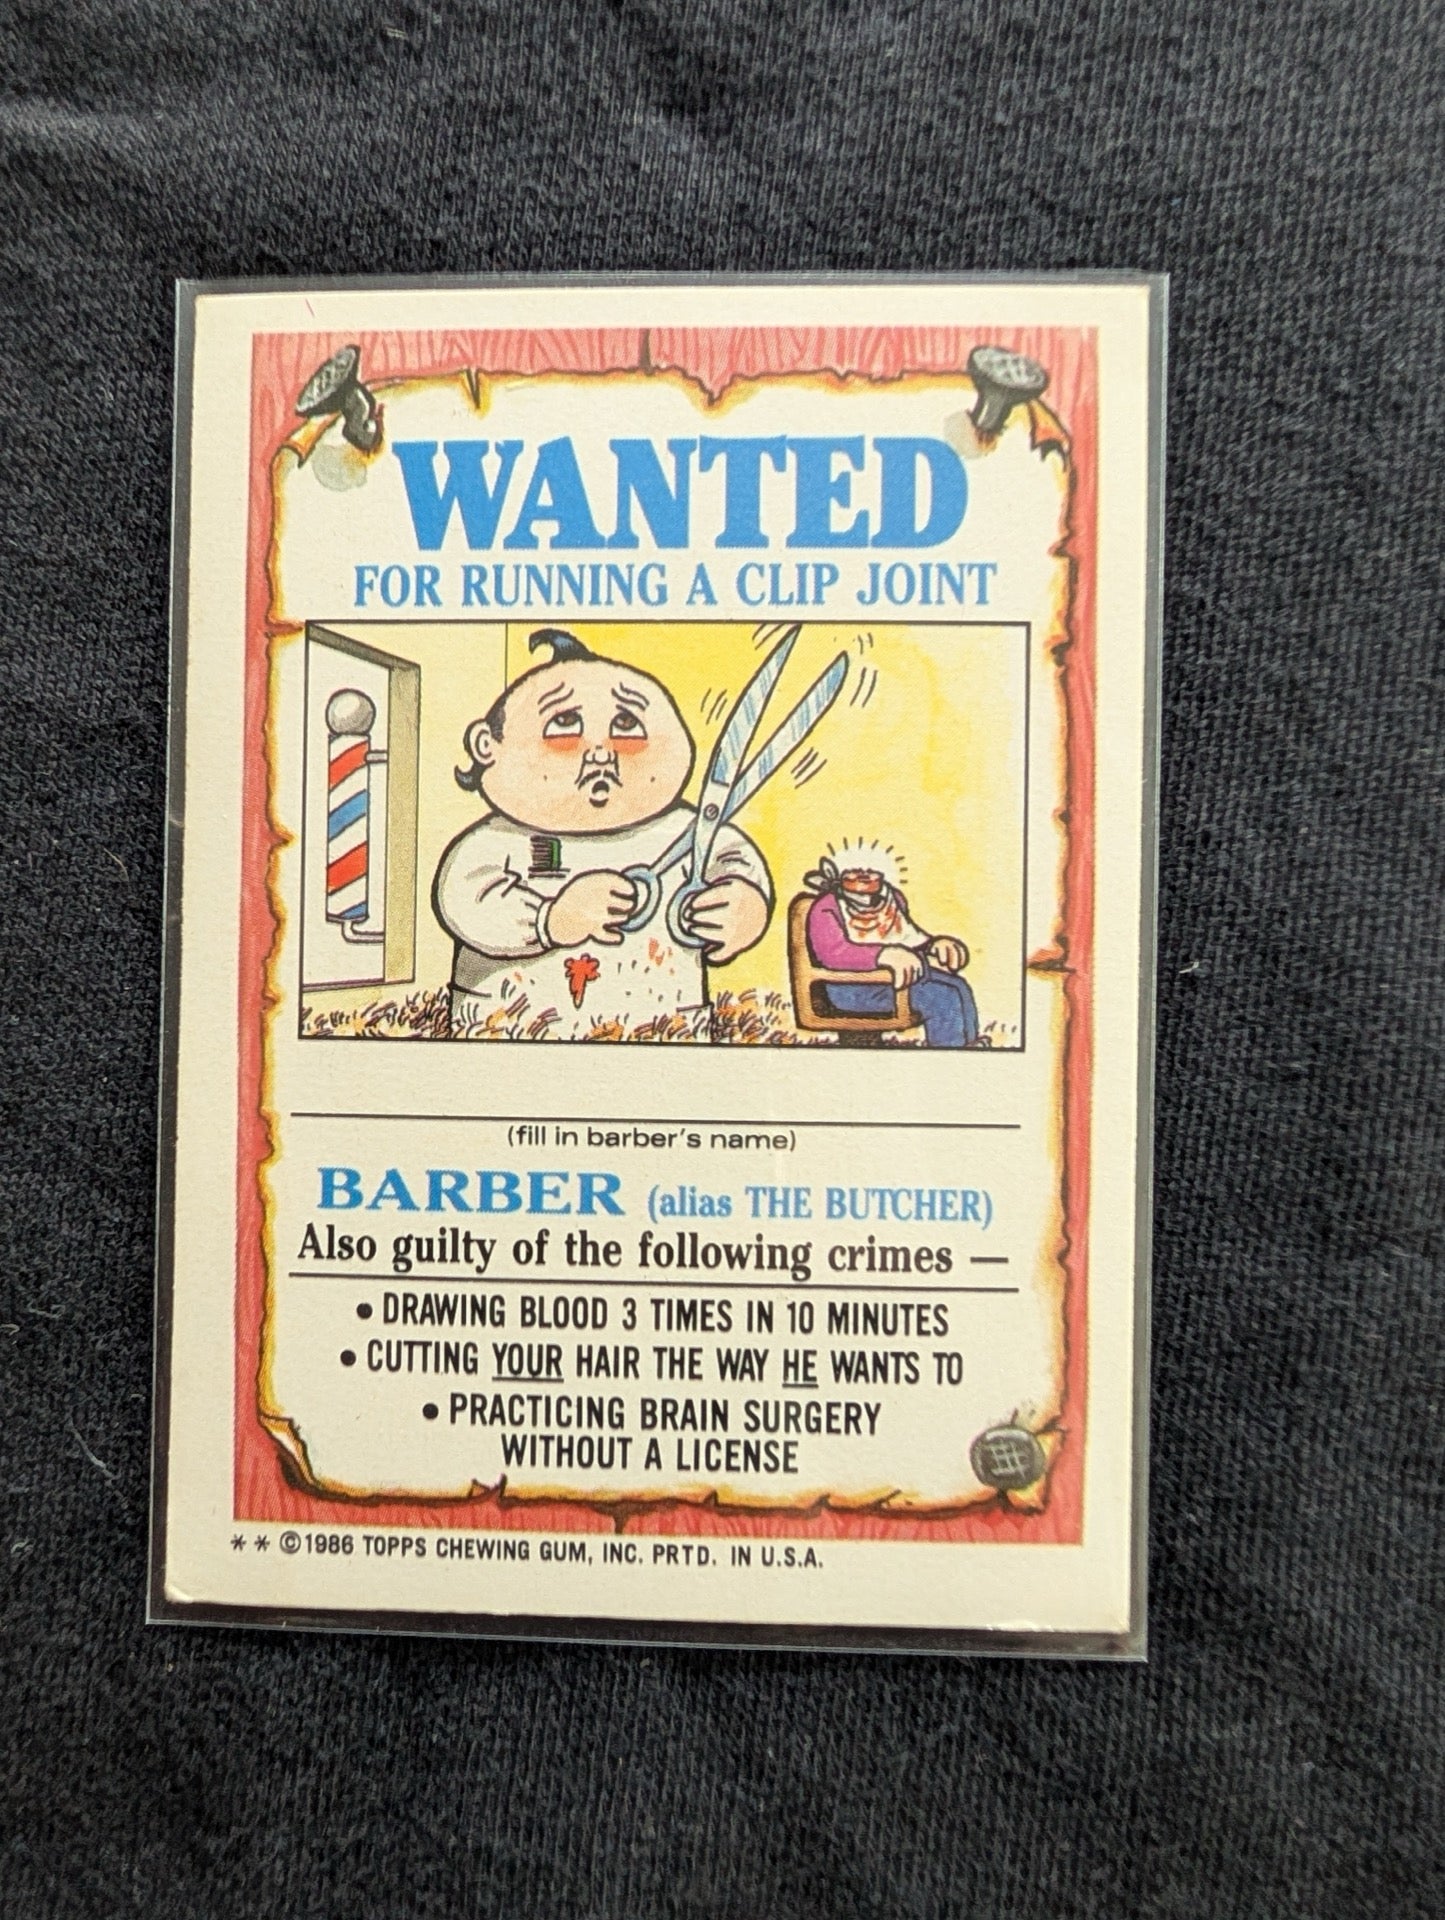 WANTED
FOR RUNNING A CLIP JOINT
(fill in barber's name)
BARBER (alias THE BUTCHER)
Also guilty of the following crimes —
• DRAWING BLOOD 3 TIMES IN 10 MINUTES
• CUTTING YOUR HAIR THE WAY HE WANTS TO
• PRACTICING BRAIN SURGERY
WITHOUT A LICENSE
* * ©1986 TOPPS CHEWING GUM, INC. PRTD. IN U.S.A.